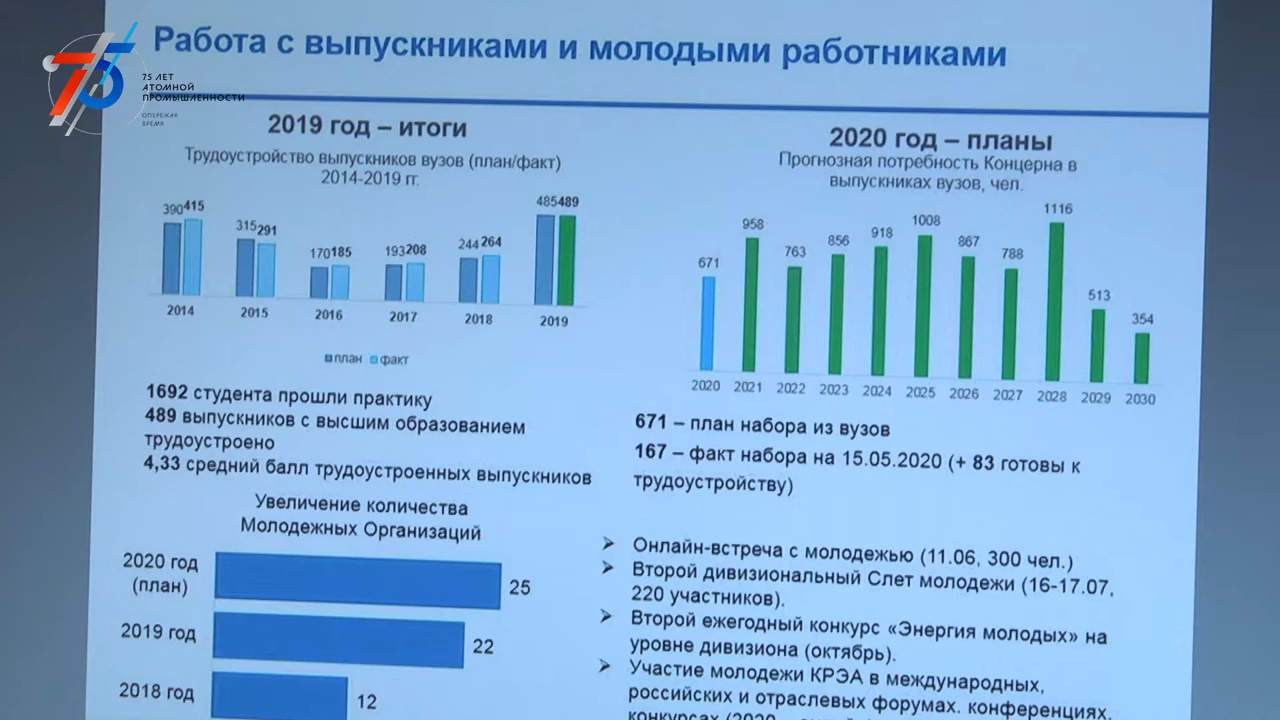 Работа с выпускниками и молодыми работниками
75
75 ЛЕТ
АТОМНОЙ
ПРОМЫШЛЕННОСТИ
ОПЕРЕЖАЯ
ВРЕМЯ
2019 год – итоги
Трудоустройство выпускников вузов (план/факт)
2014-2019 гг.
390 415
315 291
170 185
193 208
244 264
485 489
2014 2015 2016 2017 2018 2019
план факт
1692 студента прошли практику
489 выпускников с высшим образованием
трудоустроено
4,33 средний балл трудоустроенных выпускников
Увеличение количества
Молодежных Организаций
2020 год
(план)
25
2019 год 22
2018 год 12
2020 год – планы
Прогнозная потребность Концерна в
выпускниках вузов, чел.
671 958 763 856 918 1008 867 788 1116 513 354
2020 2021 2022 2023 2024 2025 2026 2027 2028 2029 2030
671 – план набора из вузов
167 – факт набора на 15.05.2020 (+ 83 готовы к
трудоустройству)
➢ Онлайн-встреча с молодежью (11.06, 300 чел.)
➢ Второй дивизиональный Слет молодежи (16-17.07,
220 участников).
➢ Второй ежегодный конкурс «Энергия молодых» на
уровне дивизиона (октябрь).
➢ Участие молодежи КРЭА в международных,
российских и отраслевых форумах, конференциях,
конкурсах (2020